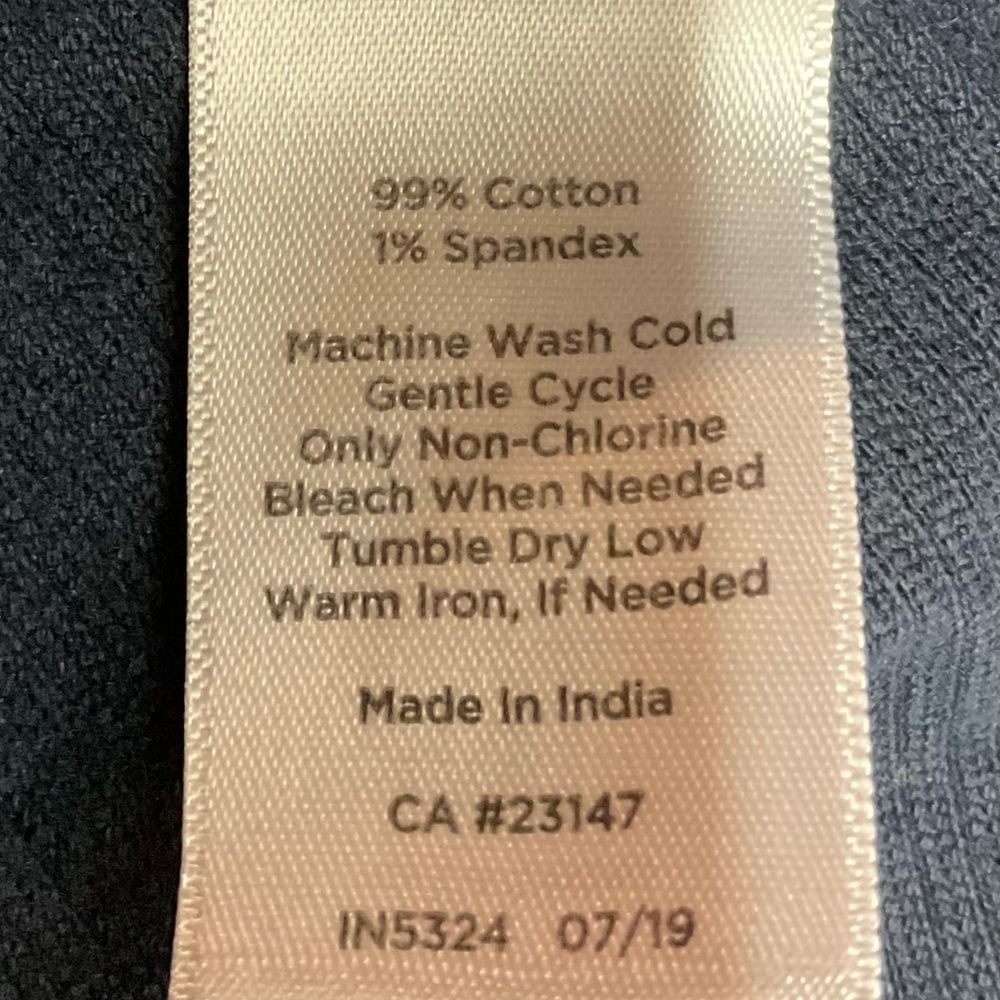 99% Cotton
1% Spandex
Machine Wash Cold
Gentle Cycle
Only Non-Chlorine
Bleach When Needed
Tumble Dry Low
Warm Iron, If Needed
Made In India
CA #23147
IN5324 07/19